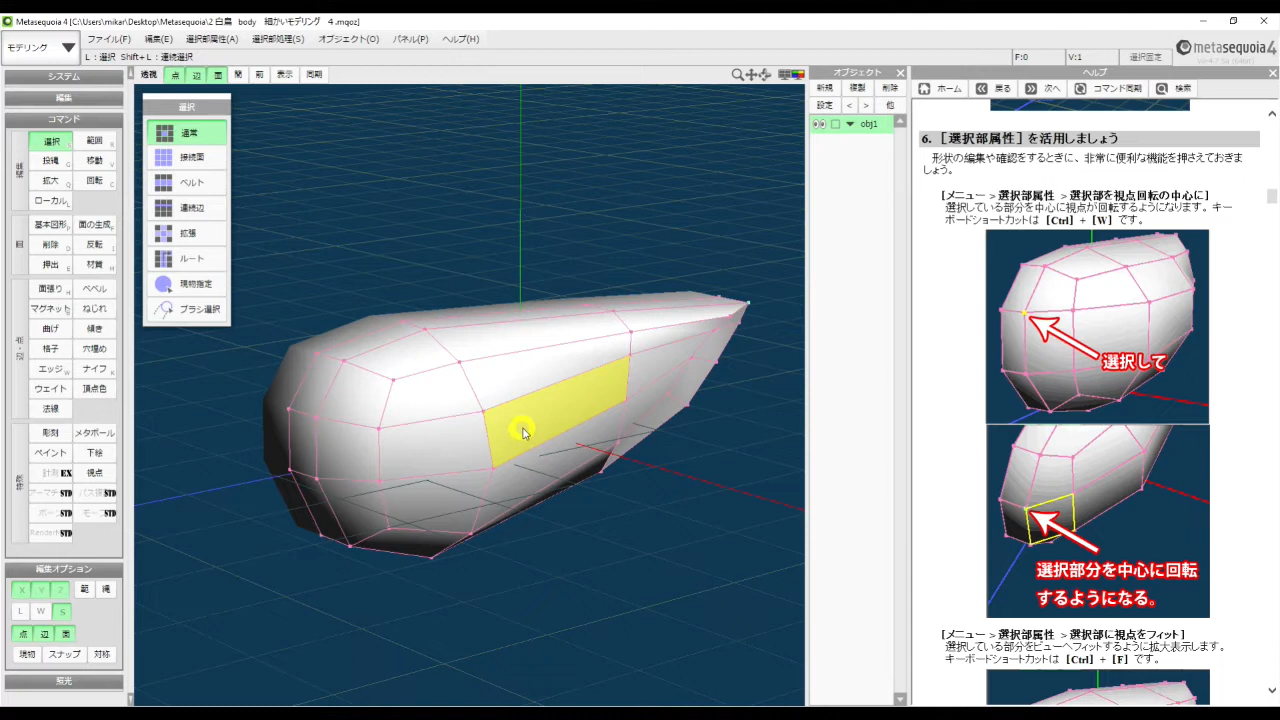 Metasequoia 4 [C:\Users\mikar\Desktop\Metasequoia\2 白鳥　body　細かいモデリング　4 .mqoz]
モデリング
ファイル(F)　編集(E)　選択部属性(A)　選択部処理(S)　オブジェクト(O)　パネル(P)　ヘルプ(H)
L : 選択  Shift+L : 連続選択
F:0
V:1
選択固定
metasequoia 4
システム
編集
コマンド
選択　範囲
投縄　移動
拡大　回転
ローカル
基本図形　面の生成
削除　反転
押出　材質
面張り　ベベル
マグネット　ねじれ
曲げ　傾き
格子　穴埋め
エッジ　ナイフ
ウェイト　頂点色
法線
彫刻　メタボール
ペイント　下絵
計測 EX　視点
編集オプション
X　Y　Z　範　縄
L　W　S
点　辺　面
現物　スナップ　対称
照光
透視　点　辺　面　簡　前　表示　同期
選択
通常
接続面
ベルト
連続辺
拡張
ルート
現物指定
ブラシ選択
オブジェクト
新規　複製　削除
設定　<　>　他
obj1
ヘルプ
ホーム　戻る　次へ　コマンド同期　検索
6. ［選択部属性］を活用しましょう
形状の編集や確認をするときに、非常に便利な機能を押さえておきま
しょう。
[メニュー > 選択部属性 > 選択部を視点回転の中心に]
選択している部分を中心に視点が回転するようになります。キー
ボードショートカットは [Ctrl] + [W] です。
選択して
選択部分を中心に回転
するようになる。
[メニュー > 選択部属性 > 選択部に視点をフィット]
選択している部分をビューへフィットするように拡大表示します。
キーボードショートカットは [Ctrl] + [F] です。